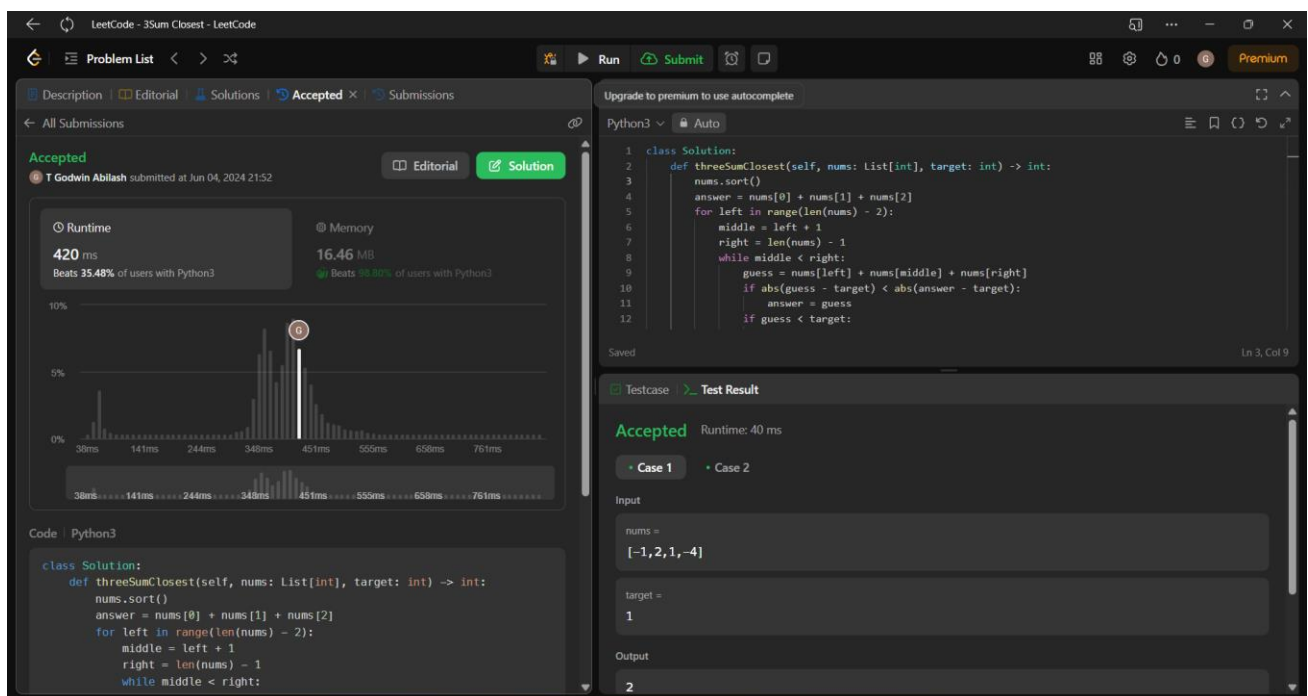 LeetCode - 3Sum Closest - LeetCode
Problem List
Run
Submit
0
G
Premium
Description
Editorial
Solutions
Accepted
Submissions
All Submissions
Accepted
G T Godwin Abilash submitted at Jun 04, 2024 21:52
Editorial
Solution
Runtime
420 ms
Beats 35.48% of users with Python3
Memory
16.46 MB
Beats 98.80% of users with Python3
10%
5%
0%
G
38ms 141ms 244ms 348ms 451ms 555ms 658ms 761ms
38ms 141ms 244ms 348ms 451ms 555ms 658ms 761ms
Code | Python3
class Solution:
def threeSumClosest(self, nums: List[int], target: int) -> int:
nums.sort()
answer = nums[0] + nums[1] + nums[2]
for left in range(len(nums) - 2):
middle = left + 1
right = len(nums) - 1
while middle < right:
Upgrade to premium to use autocomplete
Python3
Auto
1 class Solution:
2 def threeSumClosest(self, nums: List[int], target: int) -> int:
3 nums.sort()
4 answer = nums[0] + nums[1] + nums[2]
5 for left in range(len(nums) - 2):
6 middle = left + 1
7 right = len(nums) - 1
8 while middle < right:
9 guess = nums[left] + nums[middle] + nums[right]
10 if abs(guess - target) < abs(answer - target):
11 answer = guess
12 if guess < target:
Saved
Ln 3, Col 9
Testcase
Test Result
Accepted Runtime: 40 ms
Case 1
Case 2
Input
nums =
[-1,2,1,-4]
target =
1
Output
2